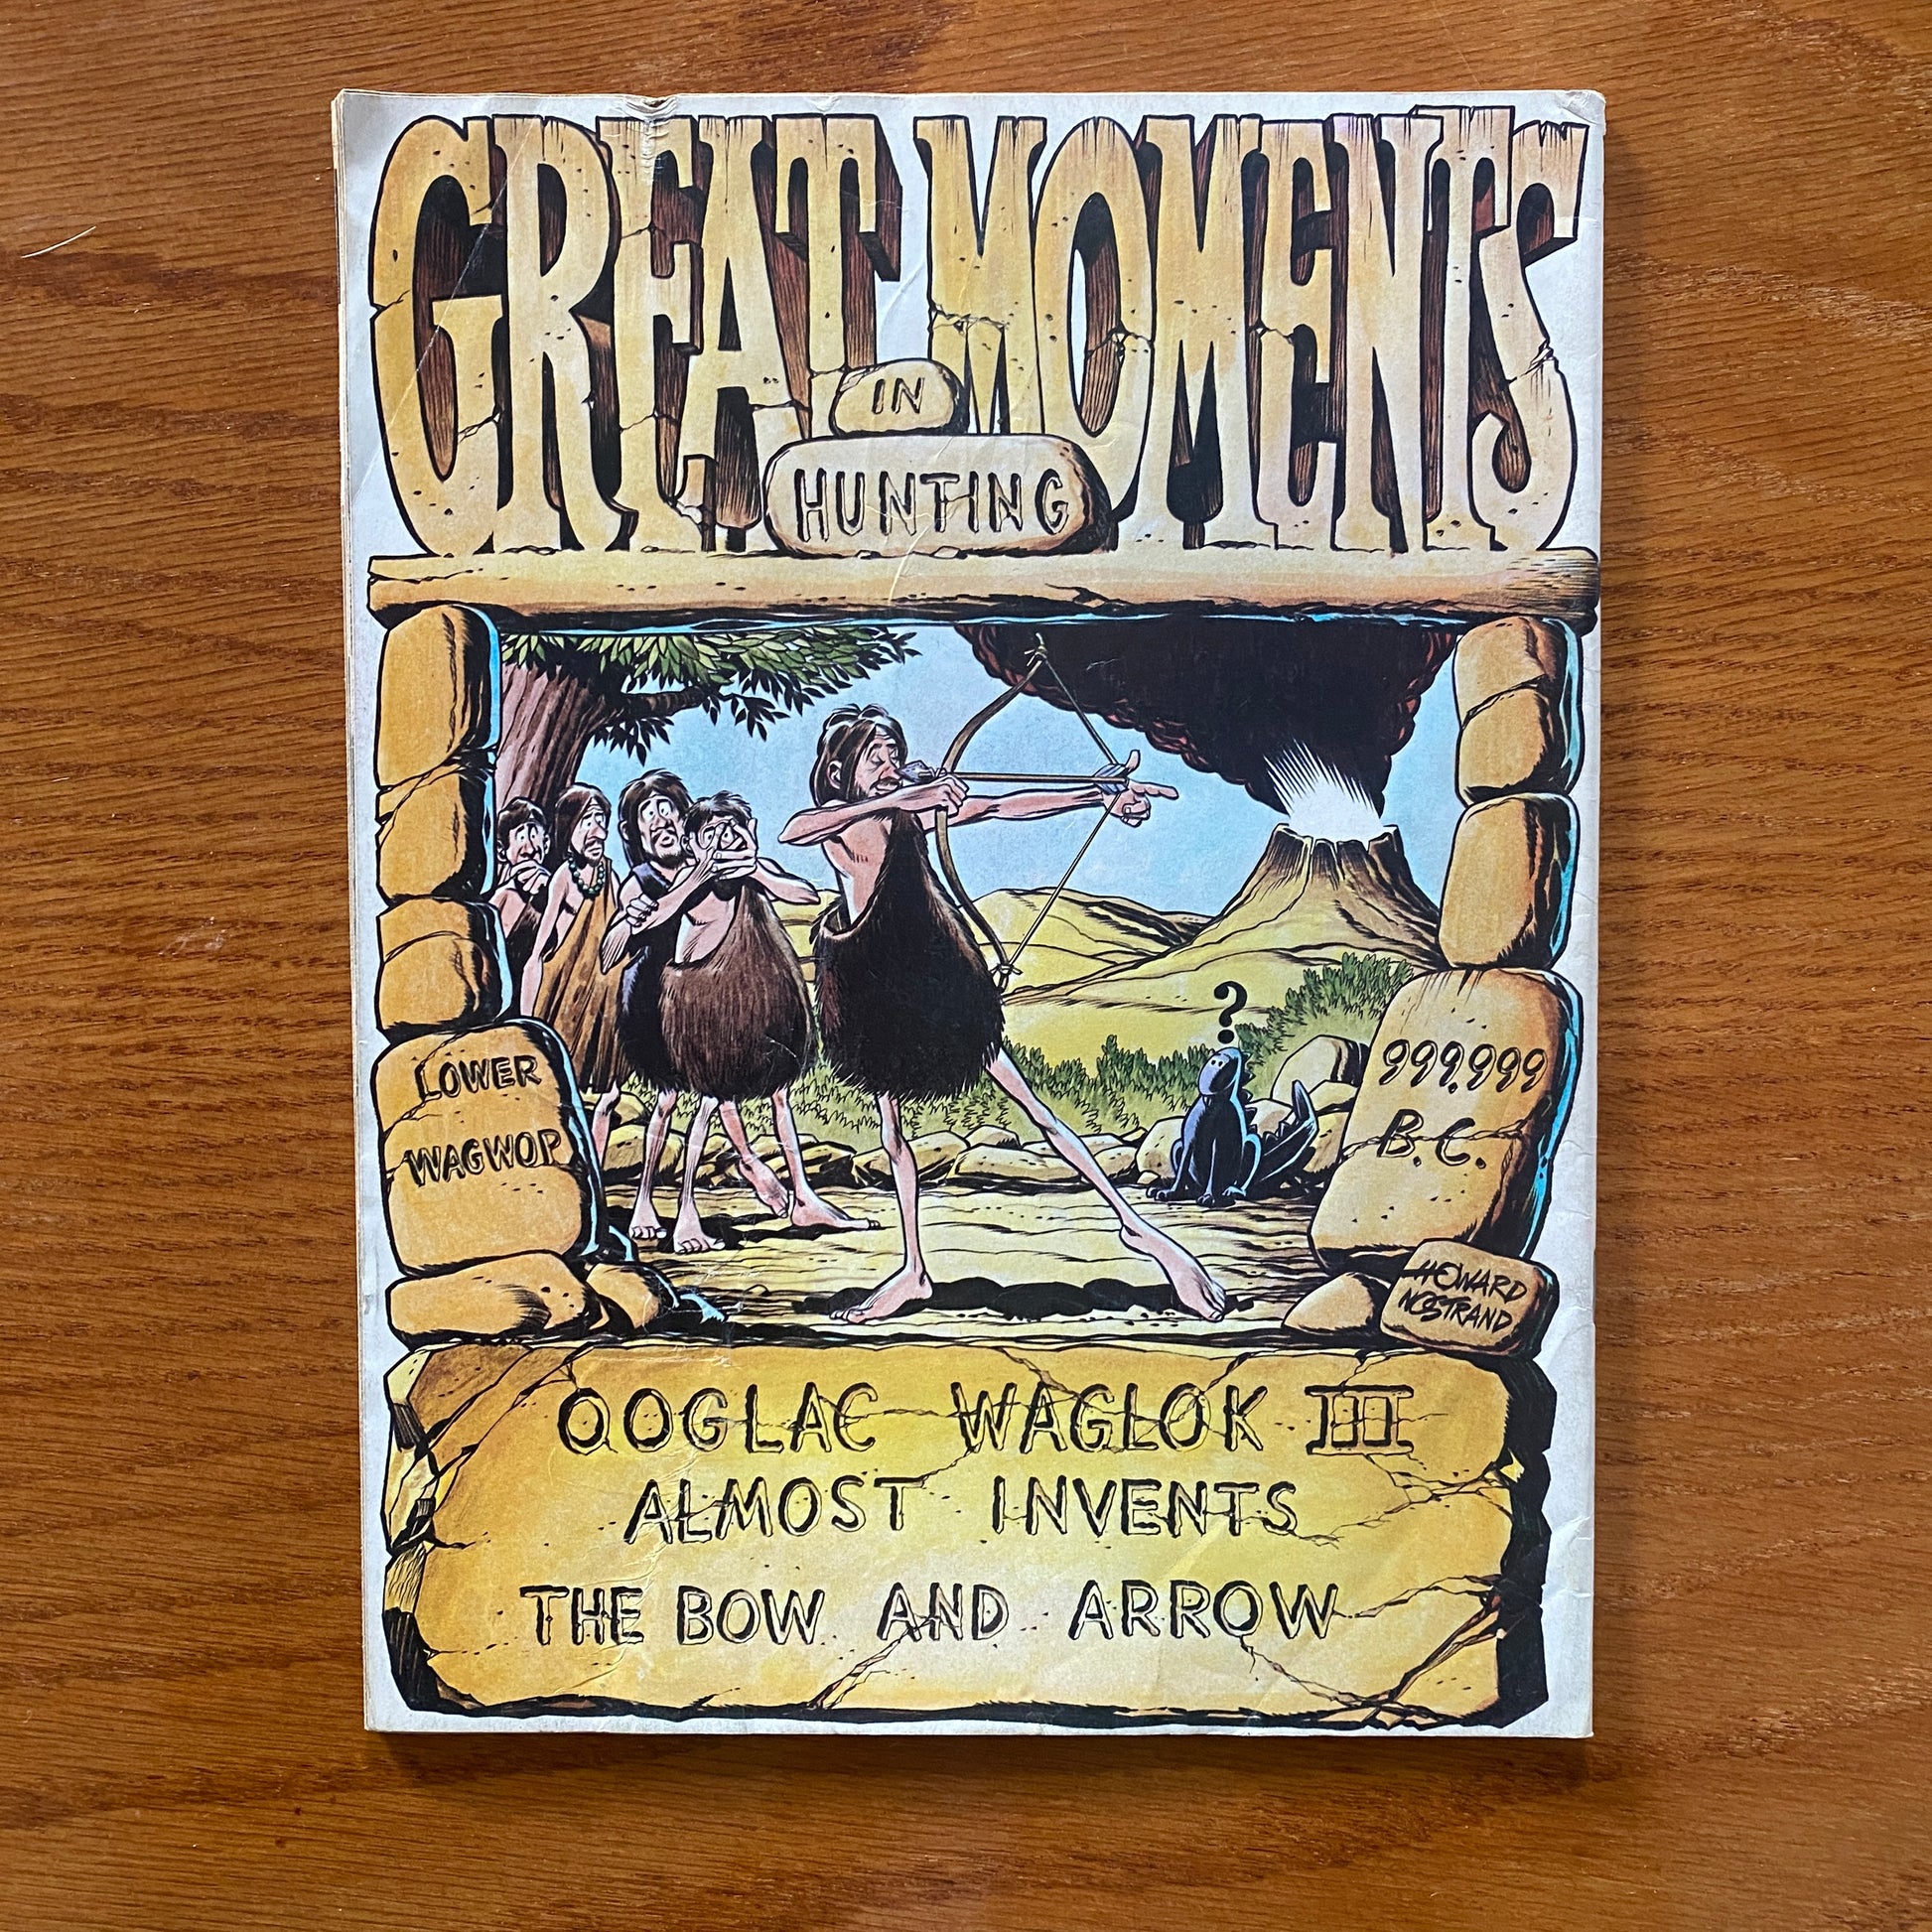 GREAT MOMENTS
IN
HUNTING
?
LOWER
WAGWOP
999,999
B.C.
HOWARD
NOSTRAND
OOGLAC WAGLOK III
ALMOST INVENTS
THE BOW AND ARROW